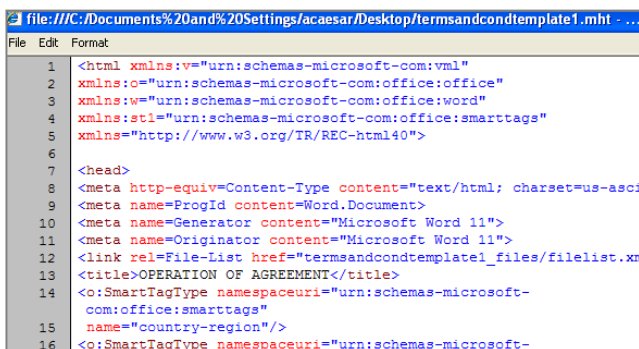 file:///C:/Documents%20and%20Settings/acaesar/Desktop/termsandcondtemplate1.mht - ...
File Edit Format
1 <html xmlns:v="urn:schemas-microsoft-com:vml"
2 xmlns:o="urn:schemas-microsoft-com:office:office"
3 xmlns:w="urn:schemas-microsoft-com:office:word"
4 xmlns:st1="urn:schemas-microsoft-com:office:smarttags"
5 xmlns="http://www.w3.org/TR/REC-html40">
6
7 <head>
8 <meta http-equiv=Content-Type content="text/html; charset=us-asci
9 <meta name=ProgId content=Word.Document>
10 <meta name=Generator content="Microsoft Word 11">
11 <meta name=Originator content="Microsoft Word 11">
12 <link rel=File-List href="termsandcondtemplate1_files/filelist.xm
13 <title>OPERATION OF AGREEMENT</title>
14 <o:SmartTagType namespaceuri="urn:schemas-microsoft-
com:office:smarttags"
15 name="country-region"/>
16 <o:SmartTagType namespaceuri="urn:schemas-microsoft-